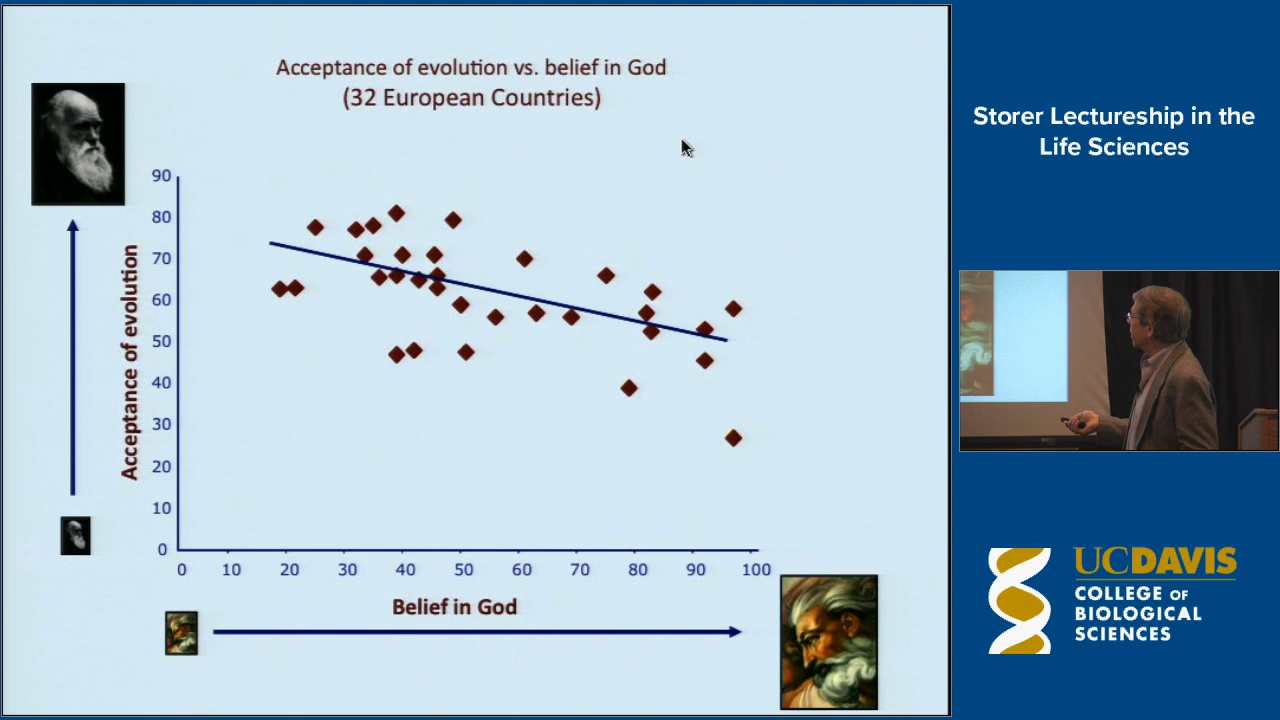 Acceptance of evolution vs. belief in God
(32 European Countries)
90
80
70
60
50
40
30
20
10
0
Acceptance of evolution
0 10 20 30 40 50 60 70 80 90 100
Belief in God
Storer Lectureship in the
Life Sciences
UCDAVIS
COLLEGE OF
BIOLOGICAL
SCIENCES